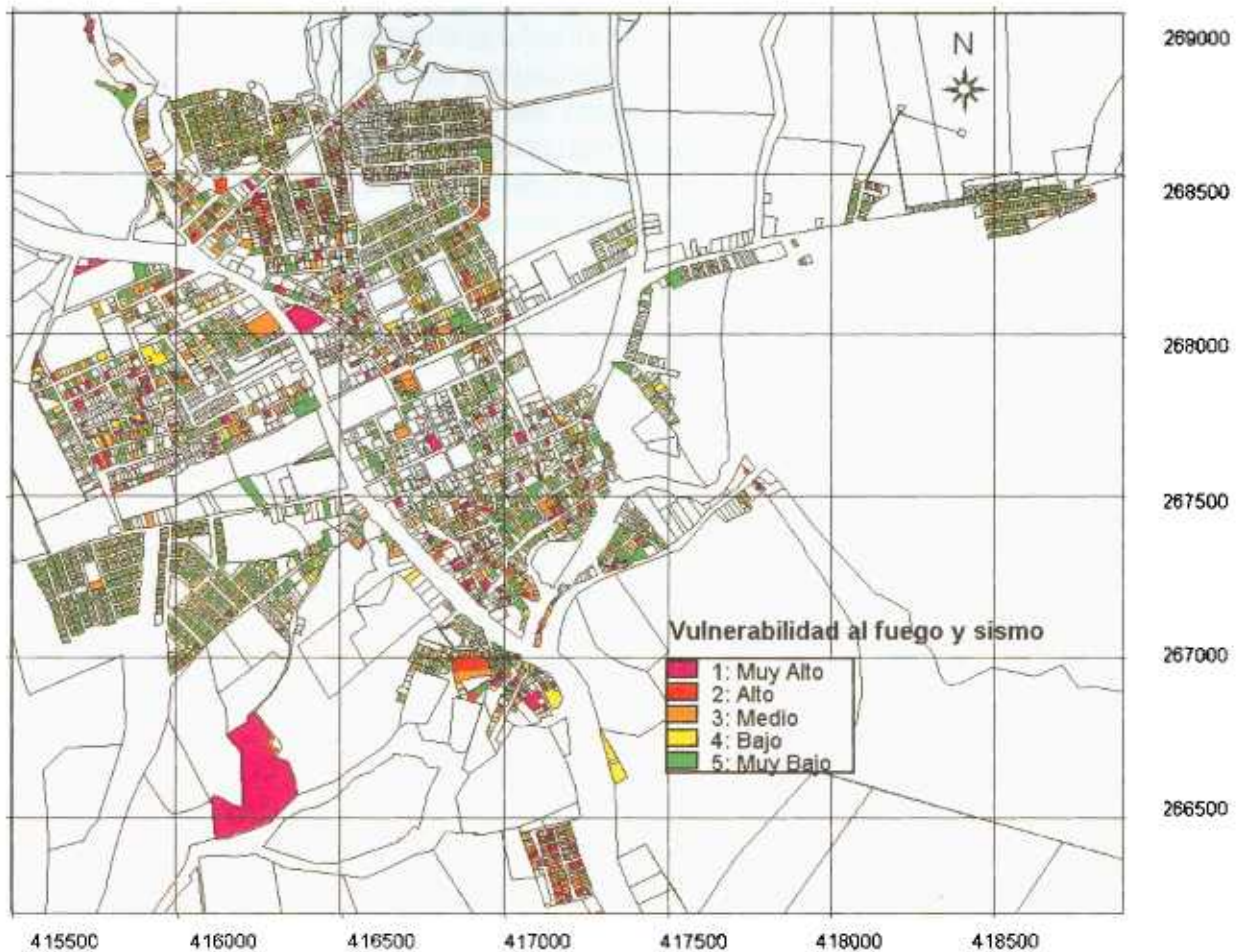 N
269000
268500
268000
267500
Vulnerabilidad al fuego y sismo
267000
1: Muy Alto
2: Alto
3: Medio
4: Bajo
5: Muy Bajo
266500
415500 416000 416500 417000 417500 418000 418500